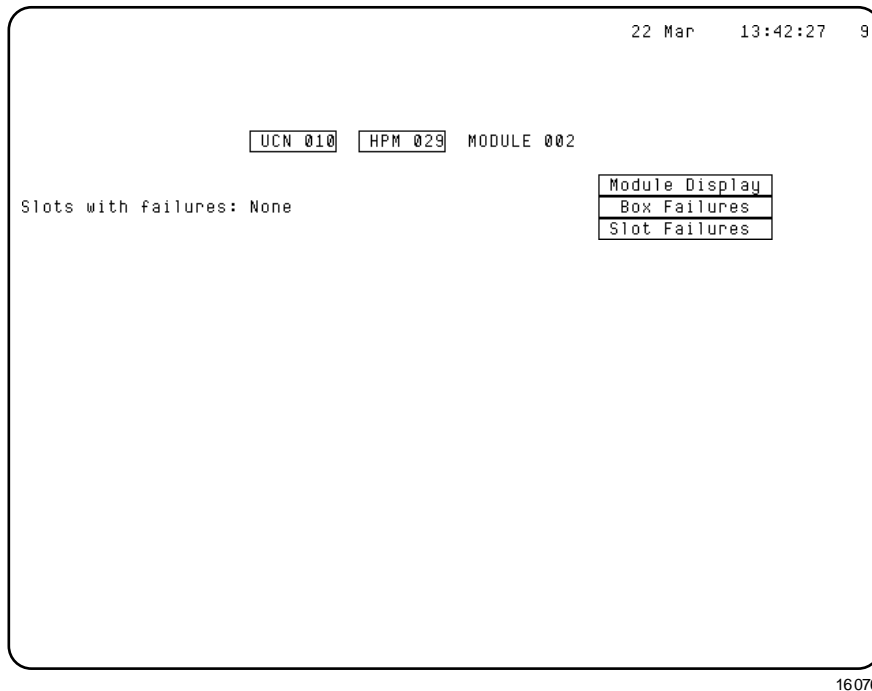 22 Mar 13:42:27 9
UCN 010 HPM 029 MODULE 002
Module Display
Slots with failures: None Box Failures
Slot Failures